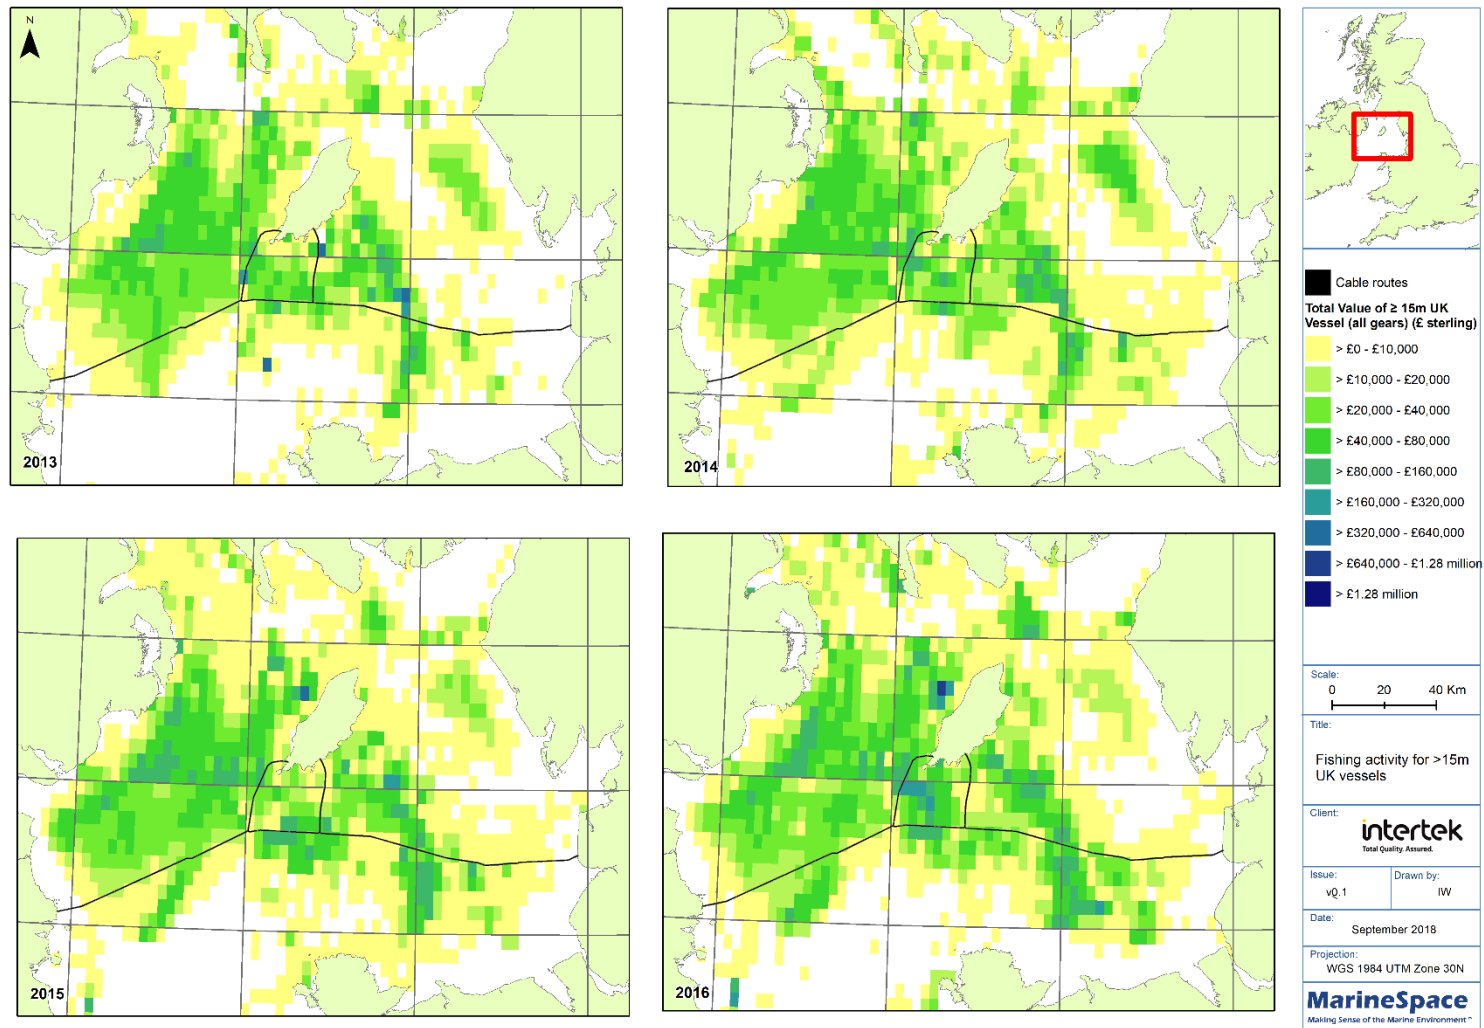 N
2013
2014
2015
2016
Cable routes
Total Value of ≥ 15m UK
Vessel (all gears) (£ sterling)
> £0 - £10,000
> £10,000 - £20,000
> £20,000 - £40,000
> £40,000 - £80,000
> £80,000 - £160,000
> £160,000 - £320,000
> £320,000 - £640,000
> £640,000 - £1.28 million
> £1.28 million
Scale:
0 20 40 Km
Title:
Fishing activity for >15m
UK vessels
Client:
intertek
Total Quality. Assured.
Issue:
v0.1
Drawn by:
IW
Date:
September 2018
Projection:
WGS 1984 UTM Zone 30N
MarineSpace
Making Sense of the Marine Environment